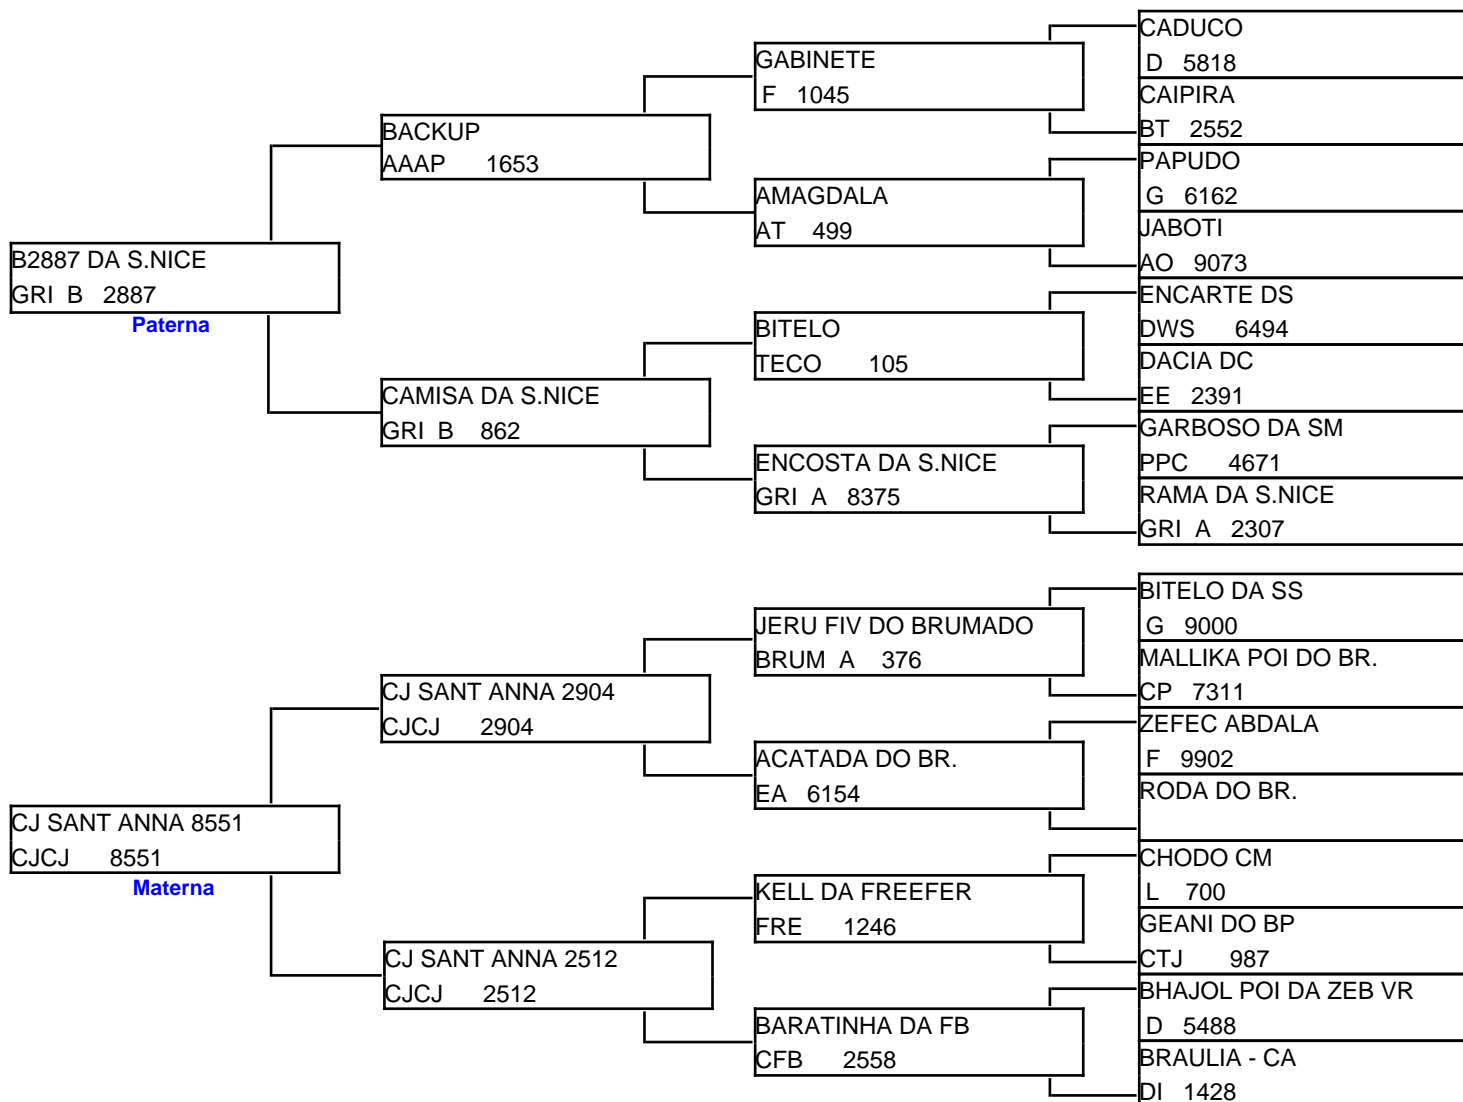 B2887 DA S.NICE
GRI B 2887
Paterna
BACKUP
AAAP 1653
CAMISA DA S.NICE
GRI B 862
GABINETE
F 1045
AMAGDALA
AT 499
BITELO
TECO 105
ENCOSTA DA S.NICE
GRI A 8375
CADUCO
D 5818
CAIPIRA
BT 2552
PAPUDO
G 6162
JABOTI
AO 9073
ENCARTE DS
DWS 6494
DACIA DC
EE 2391
GARBOSO DA SM
PPC 4671
RAMA DA S.NICE
GRI A 2307
CJ SANT ANNA 8551
CJCJ 8551
Materna
CJ SANT ANNA 2904
CJCJ 2904
CJ SANT ANNA 2512
CJCJ 2512
JERU FIV DO BRUMADO
BRUM A 376
ACATADA DO BR.
EA 6154
KELL DA FREEFER
FRE 1246
BARATINHA DA FB
CFB 2558
BITELO DA SS
G 9000
MALLIKA POI DO BR.
CP 7311
ZEFEC ABDALA
F 9902
RODA DO BR.
CHODO CM
L 700
GEANI DO BP
CTJ 987
BHAJOL POI DA ZEB VR
D 5488
BRAULIA - CA
DI 1428